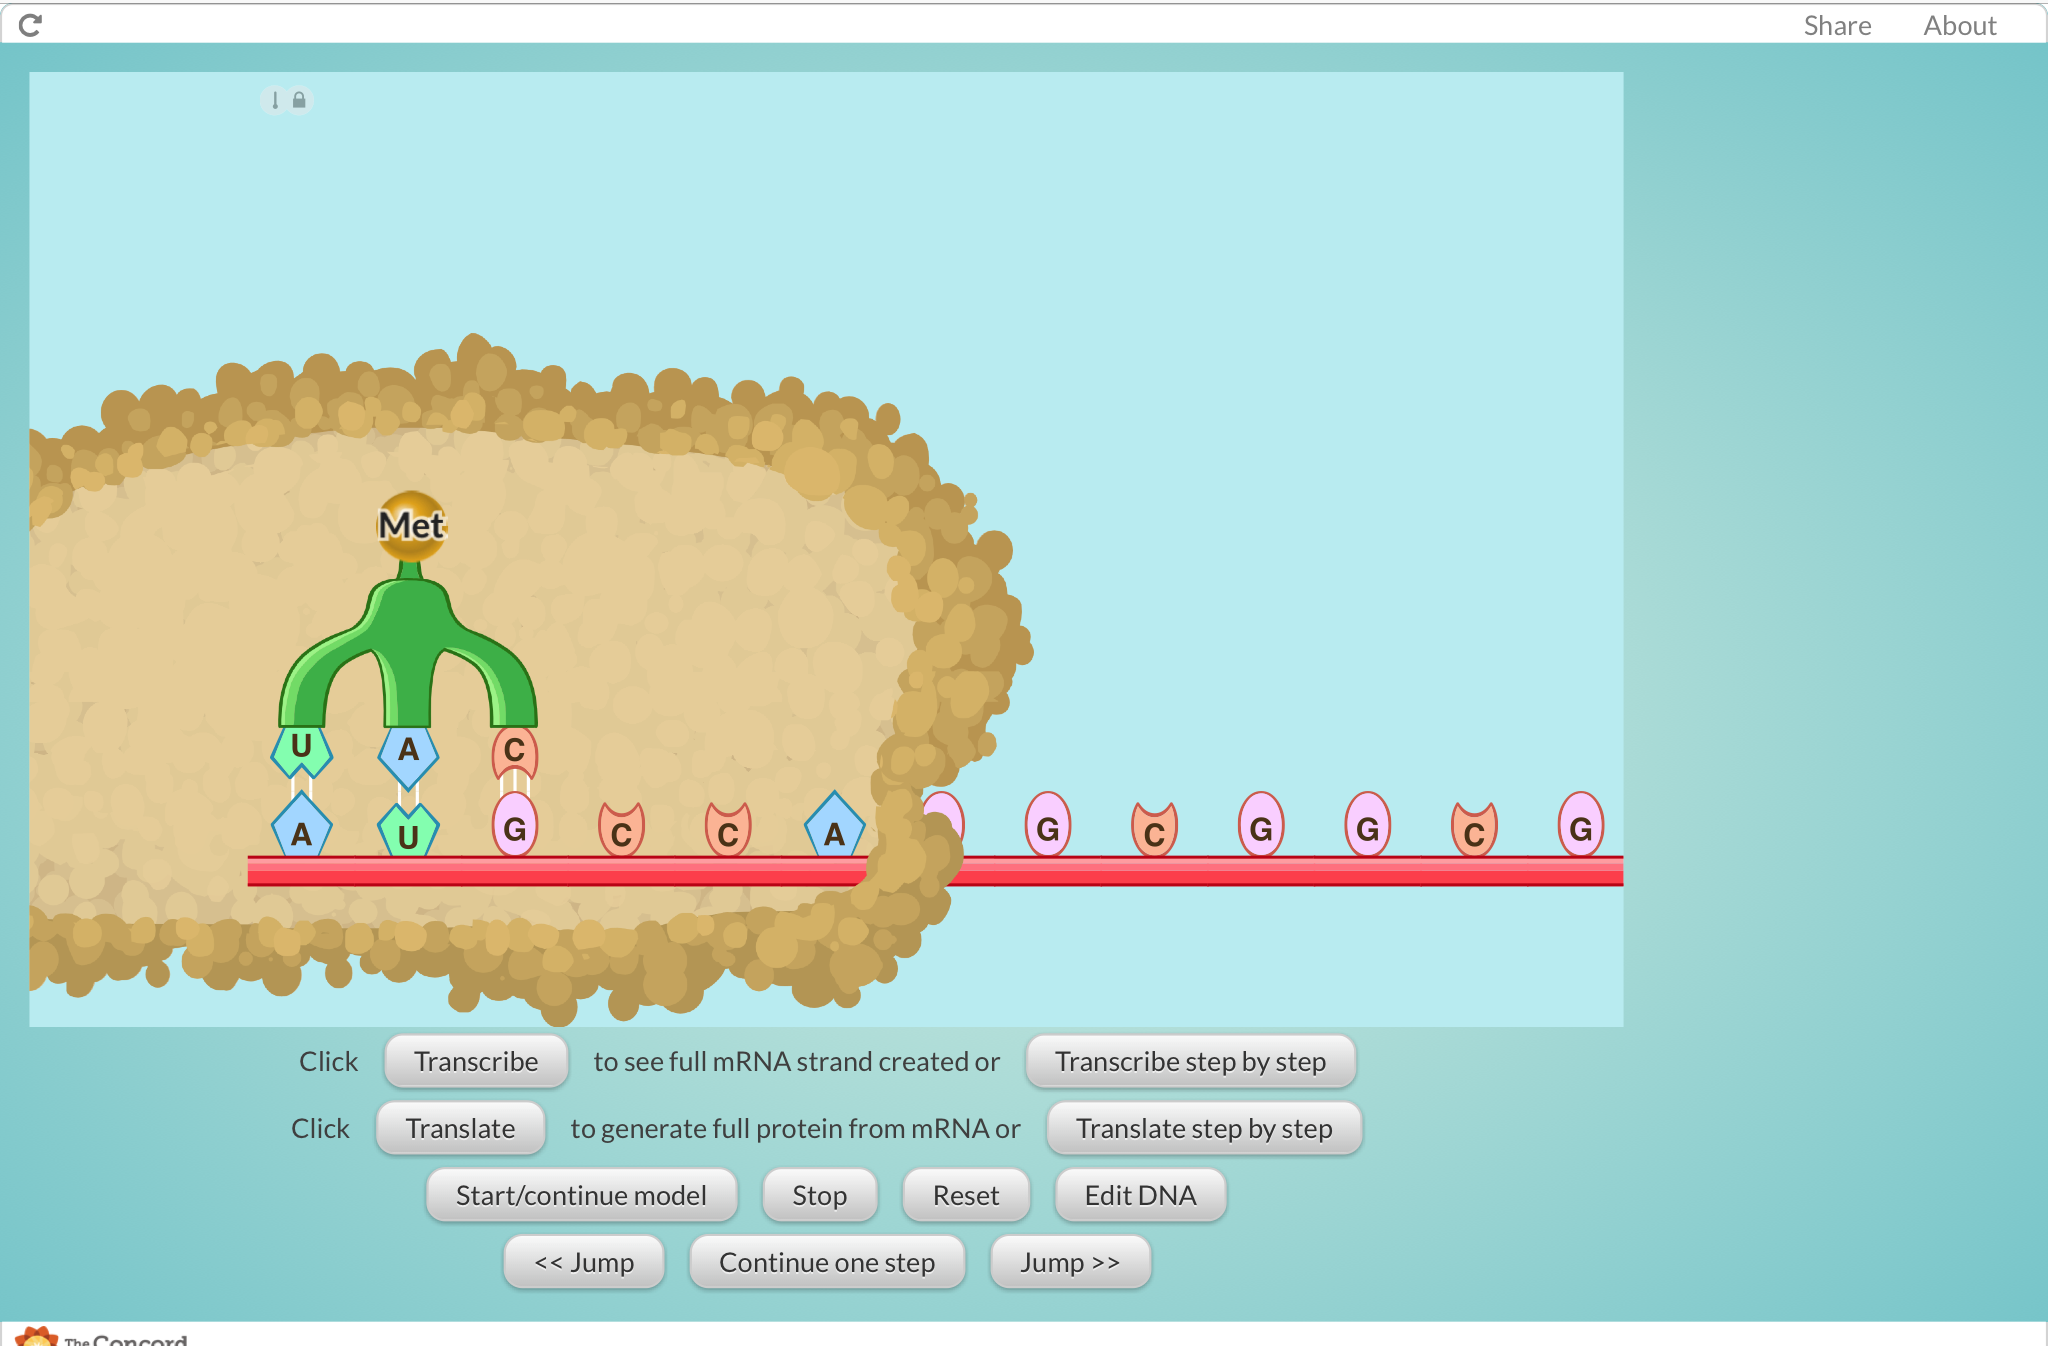 Share About
Met
U A C
A U G C C A G C G G C G
Click Transcribe to see full mRNA strand created or Transcribe step by step
Click Translate to generate full protein from mRNA or Translate step by step
Start/continue model Stop Reset Edit DNA
<< Jump Continue one step Jump >>
The Concord